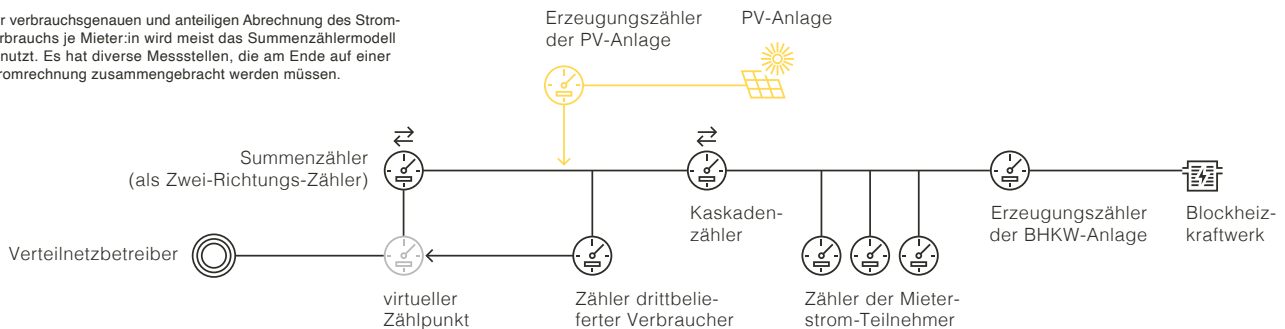 r verbrauchsgenauen und anteiligen Abrechnung des Strom-
rbrauchs je Mieter:in wird meist das Summenzählermodell
nutzt. Es hat diverse Messstellen, die am Ende auf einer
romrechnung zusammengebracht werden müssen.
Erzeugungszähler
der PV-Anlage
PV-Anlage
Summenzähler
(als Zwei-Richtungs-Zähler)
Kaskaden-
zähler
Erzeugungszähler
der BHKW-Anlage
Blockheiz-
kraftwerk
Verteilnetzbetreiber
virtueller
Zählpunkt
Zähler drittbelie-
ferter Verbraucher
Zähler der Mieter-
strom-Teilnehmer